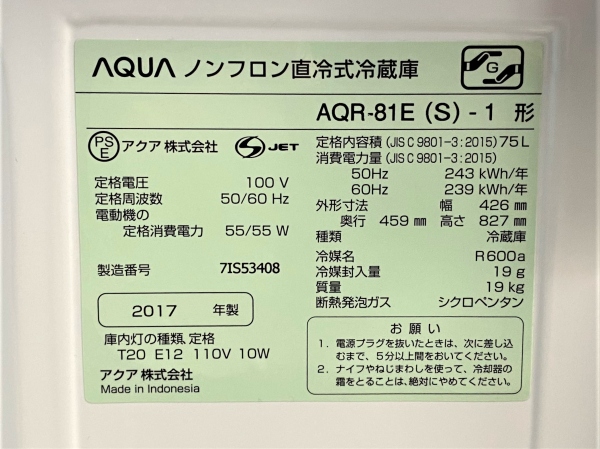 AQUA ノンフロン直冷式冷蔵庫
G
AQR-81E (S) - 1 形
PS E アクア 株式会社 S JET
定格電圧 100 V
定格周波数 50/60 Hz
電動機の
定格消費電力 55/55 W
製造番号 7IS53408
2017 年製
庫内灯の種類、定格
T20 E12 110V 10W
アクア 株式会社
Made in Indonesia
定格内容積 (JIS C 9801-3: 2015) 75 L
消費電力量 (JIS C 9801-3: 2015)
50Hz 243 kWh/年
60Hz 239 kWh/年
外形寸法 幅 426 mm
奥行 459 mm 高さ 827 mm
種類 冷蔵庫
冷媒名 R600a
冷媒封入量 19 g
質量 19 kg
断熱発泡ガス シクロペンタン
お 願 い
1. 電源プラグを抜いたときは、次に差し込
むまで、5分以上間をおいてください。
2. ナイフやねじまわしを使って、冷却器の
霜をとることは、絶対にやめてください。